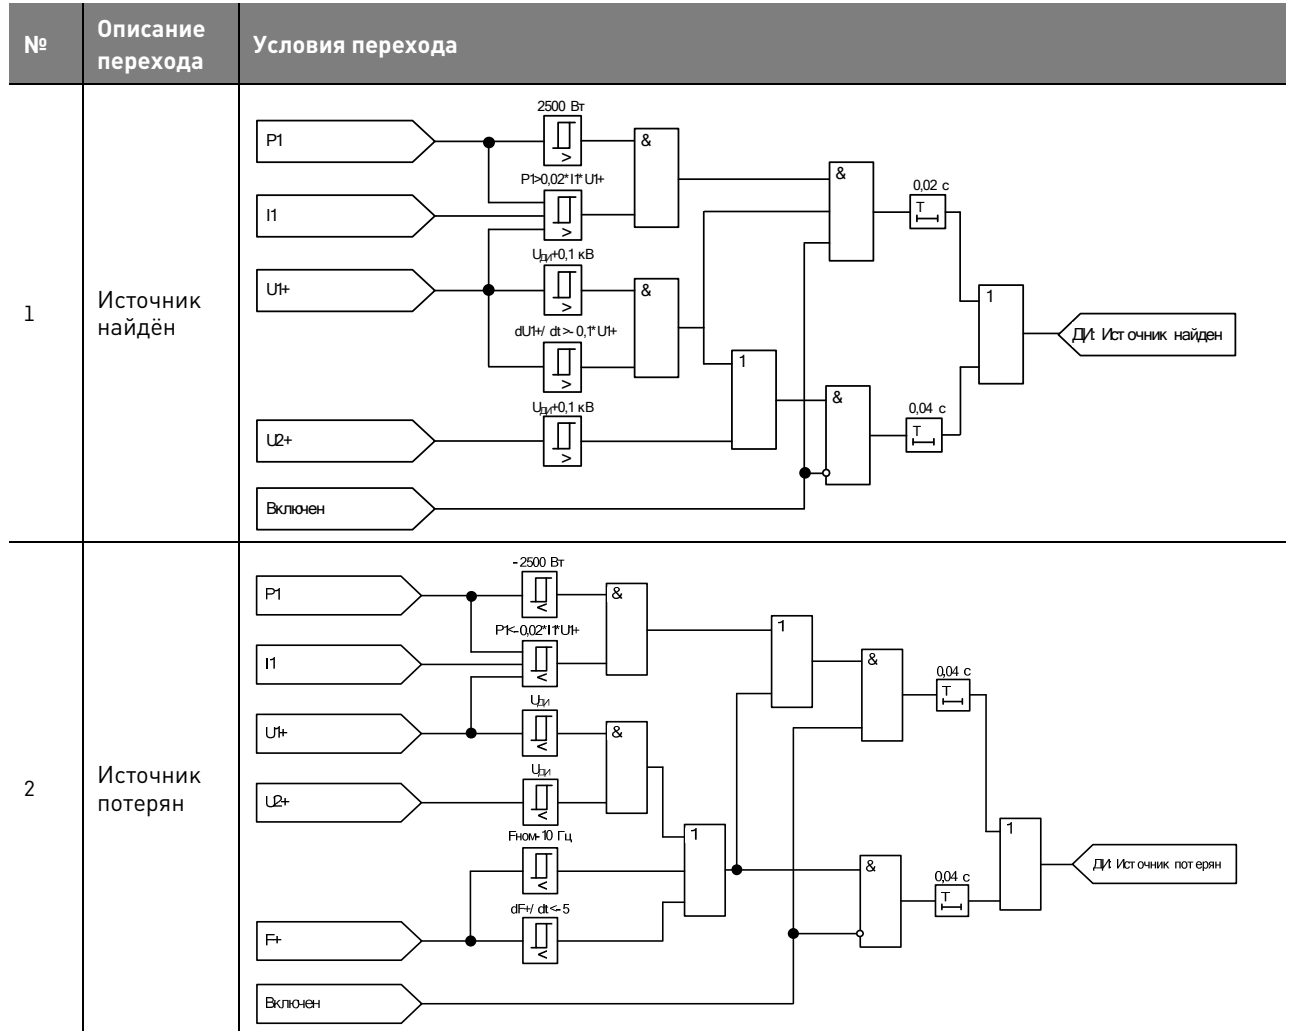 №
Описание
перехода
Условия перехода
1
Источник
найдён
2500 Вт
P1
>
&
P1>0,02*I1*U1+
I1
>
&
0,02 с
T
Uди+0,1 кВ
U1+
>
&
dU1+/ dt >- 0,1*U1+
>
1
1
ДИ: Источник найден
Uди+0,1 кВ
U2+
>
&
0,04 с
T
Включен
2
Источник
потерян
- 2500 Вт
P1
<
&
P1<-0,02*I1*U1+
I1
<
1
&
0,04 с
T
Uди
U1+
<
&
Uди
U2+
<
Fном-10 Гц
<
1
1
ДИ: Источник потерян
dF+/ dt <-5
F+
<
&
0,04 с
T
Включен